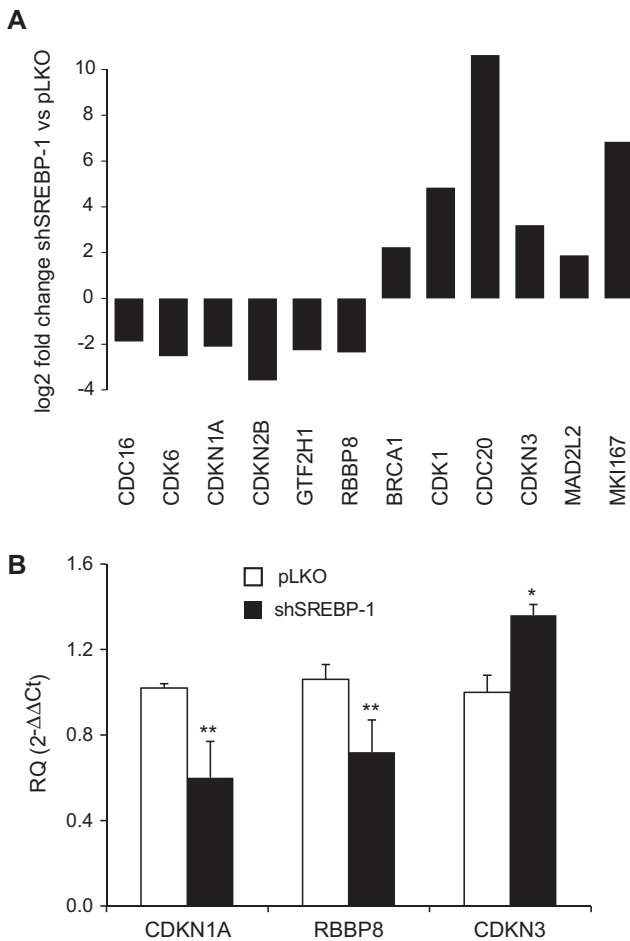 A
log2 fold change shSREBP-1 vs pLKO
10
8
6
4
2
0
-2
-4
CDC16
CDK6
CDKN1A
CDKN2B
GTF2H1
RBBP8
BRCA1
CDK1
CDC20
CDKN3
MAD2L2
MKI167
B
RQ (2-ΔΔCt)
1.6
1.2
0.8
0.4
0.0
pLKO
shSREBP-1
**
**
*
CDKN1A
RBBP8
CDKN3